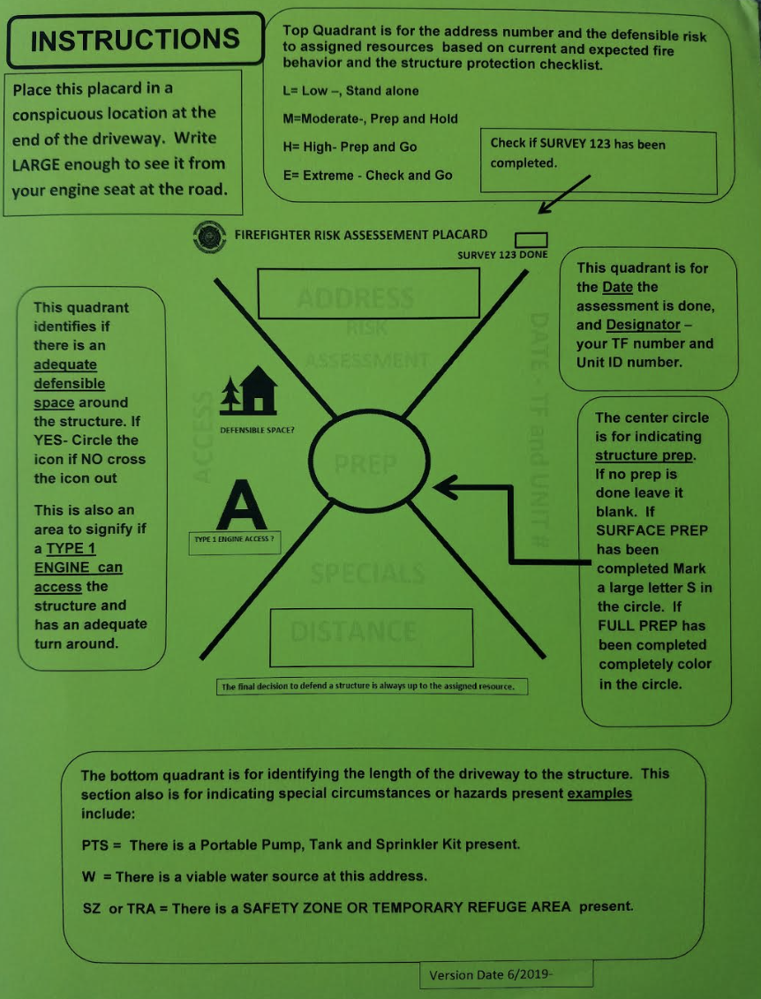 INSTRUCTIONS
Place this placard in a
conspicuous location at the
end of the driveway. Write
LARGE enough to see it from
your engine seat at the road.
Top Quadrant is for the address number and the defensible risk
to assigned resources based on current and expected fire
behavior and the structure protection checklist.
L= Low –, Stand alone
M=Moderate-, Prep and Hold
H= High- Prep and Go
E= Extreme - Check and Go
Check if SURVEY 123 has been
completed.
FIREFIGHTER RISK ASSESSEMENT PLACARD
SURVEY 123 DONE
This quadrant
identifies if
there is an
adequate
defensible
space around
the structure. If
YES- Circle the
icon if NO cross
the icon out
This is also an
area to signify if
a TYPE 1
ENGINE can
access the
structure and
has an adequate
turn around.
ADDRESS
RISK
ASSESSMENT
ACCESS
DEFENSIBLE SPACE?
A
TYPE 1 ENGINE ACCESS ?
PREP
DATE - TF and UNIT #
SPECIALS
DISTANCE
The final decision to defend a structure is always up to the assigned resource.
This quadrant is for
the Date the
assessment is done,
and Designator –
your TF number and
Unit ID number.
The center circle
is for indicating
structure prep.
If no prep is
done leave it
blank. If
SURFACE PREP
has been
completed Mark
a large letter S in
the circle. If
FULL PREP has
been completed
completely color
in the circle.
The bottom quadrant is for identifying the length of the driveway to the structure. This
section also is for indicating special circumstances or hazards present examples
include:
PTS = There is a Portable Pump, Tank and Sprinkler Kit present.
W = There is a viable water source at this address.
SZ or TRA = There is a SAFETY ZONE OR TEMPORARY REFUGE AREA present.
Version Date 6/2019-